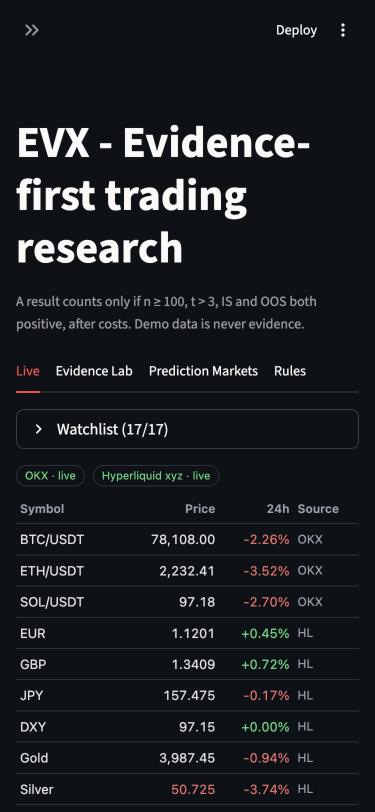 Deploy
EVX - Evidence-
first trading
research
A result counts only if n ≥ 100, t > 3, IS and OOS both
positive, after costs. Demo data is never evidence.
Live Evidence Lab Prediction Markets Rules
Watchlist (17/17)
OKX · live Hyperliquid xyz · live
Symbol Price 24h Source
BTC/USDT 78,108.00 -2.26% OKX
ETH/USDT 2,232.41 -3.52% OKX
SOL/USDT 97.18 -2.70% OKX
EUR 1.1201 +0.45% HL
GBP 1.3409 +0.72% HL
JPY 157.475 -0.17% HL
DXY 97.15 +0.00% HL
Gold 3,987.45 -0.94% HL
Silver 50.725 -3.74% HL